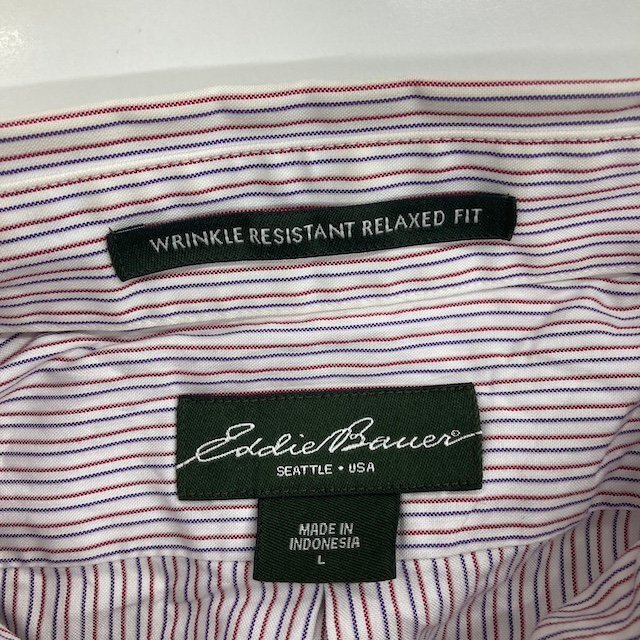 WRINKLE RESISTANT RELAXED FIT
Eddie Bauer®
SEATTLE • USA
MADE IN
INDONESIA
L